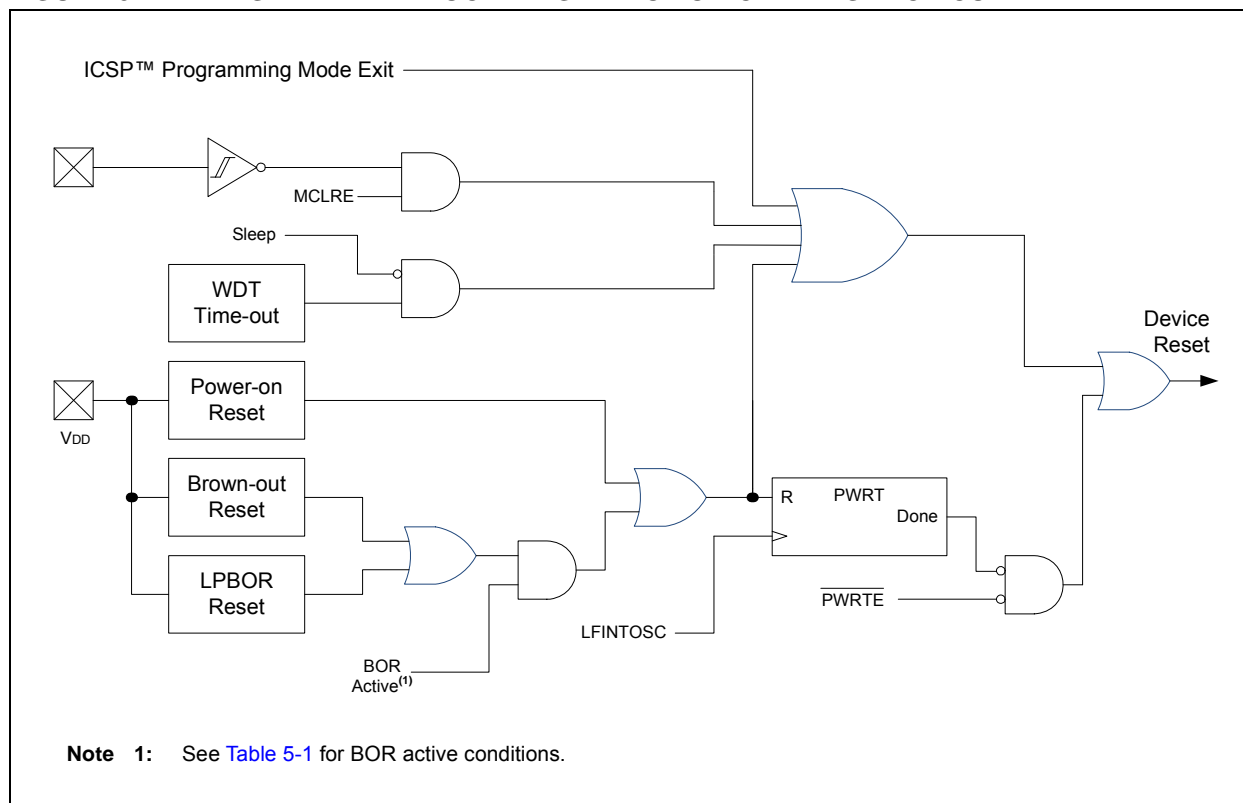 ICSP™ Programming Mode Exit
MCLRE
Sleep
WDT
Time-out
Device
Reset
Power-on
Reset
VDD
Brown-out
Reset
R PWRT
Done
LPBOR
Reset
PWRTE
LFINTOSC
BOR
Active(1)
Note 1: See Table 5-1 for BOR active conditions.